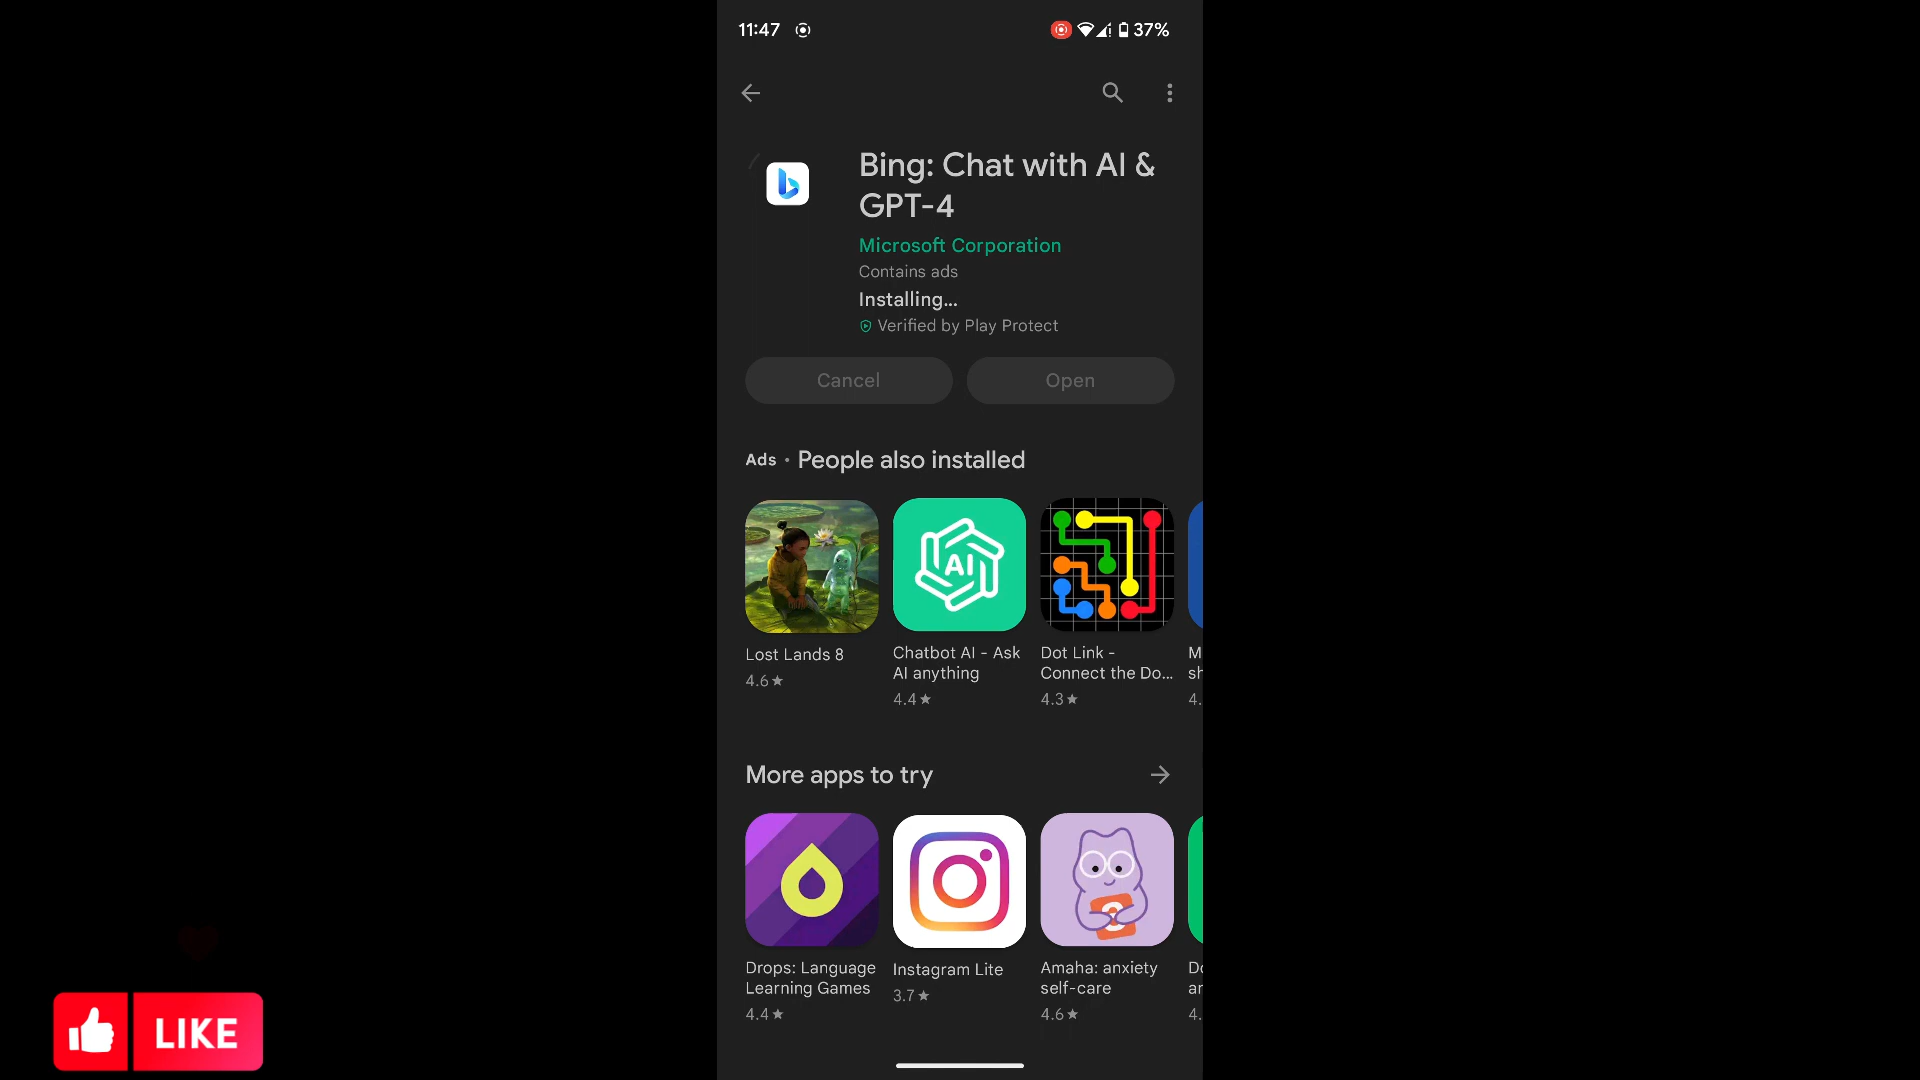 11:47
37%
Bing: Chat with AI &
GPT-4
Microsoft Corporation
Contains ads
Installing...
Verified by Play Protect
Cancel
Open
Ads • People also installed
AI
Lost Lands 8
4.6★
Chatbot AI - Ask
AI anything
4.4★
Dot Link -
Connect the Do...
4.3★
M
sh
4.
More apps to try
Drops: Language
Learning Games
4.4★
Instagram Lite
3.7★
Amaha: anxiety
self-care
4.6★
4.
LIKE